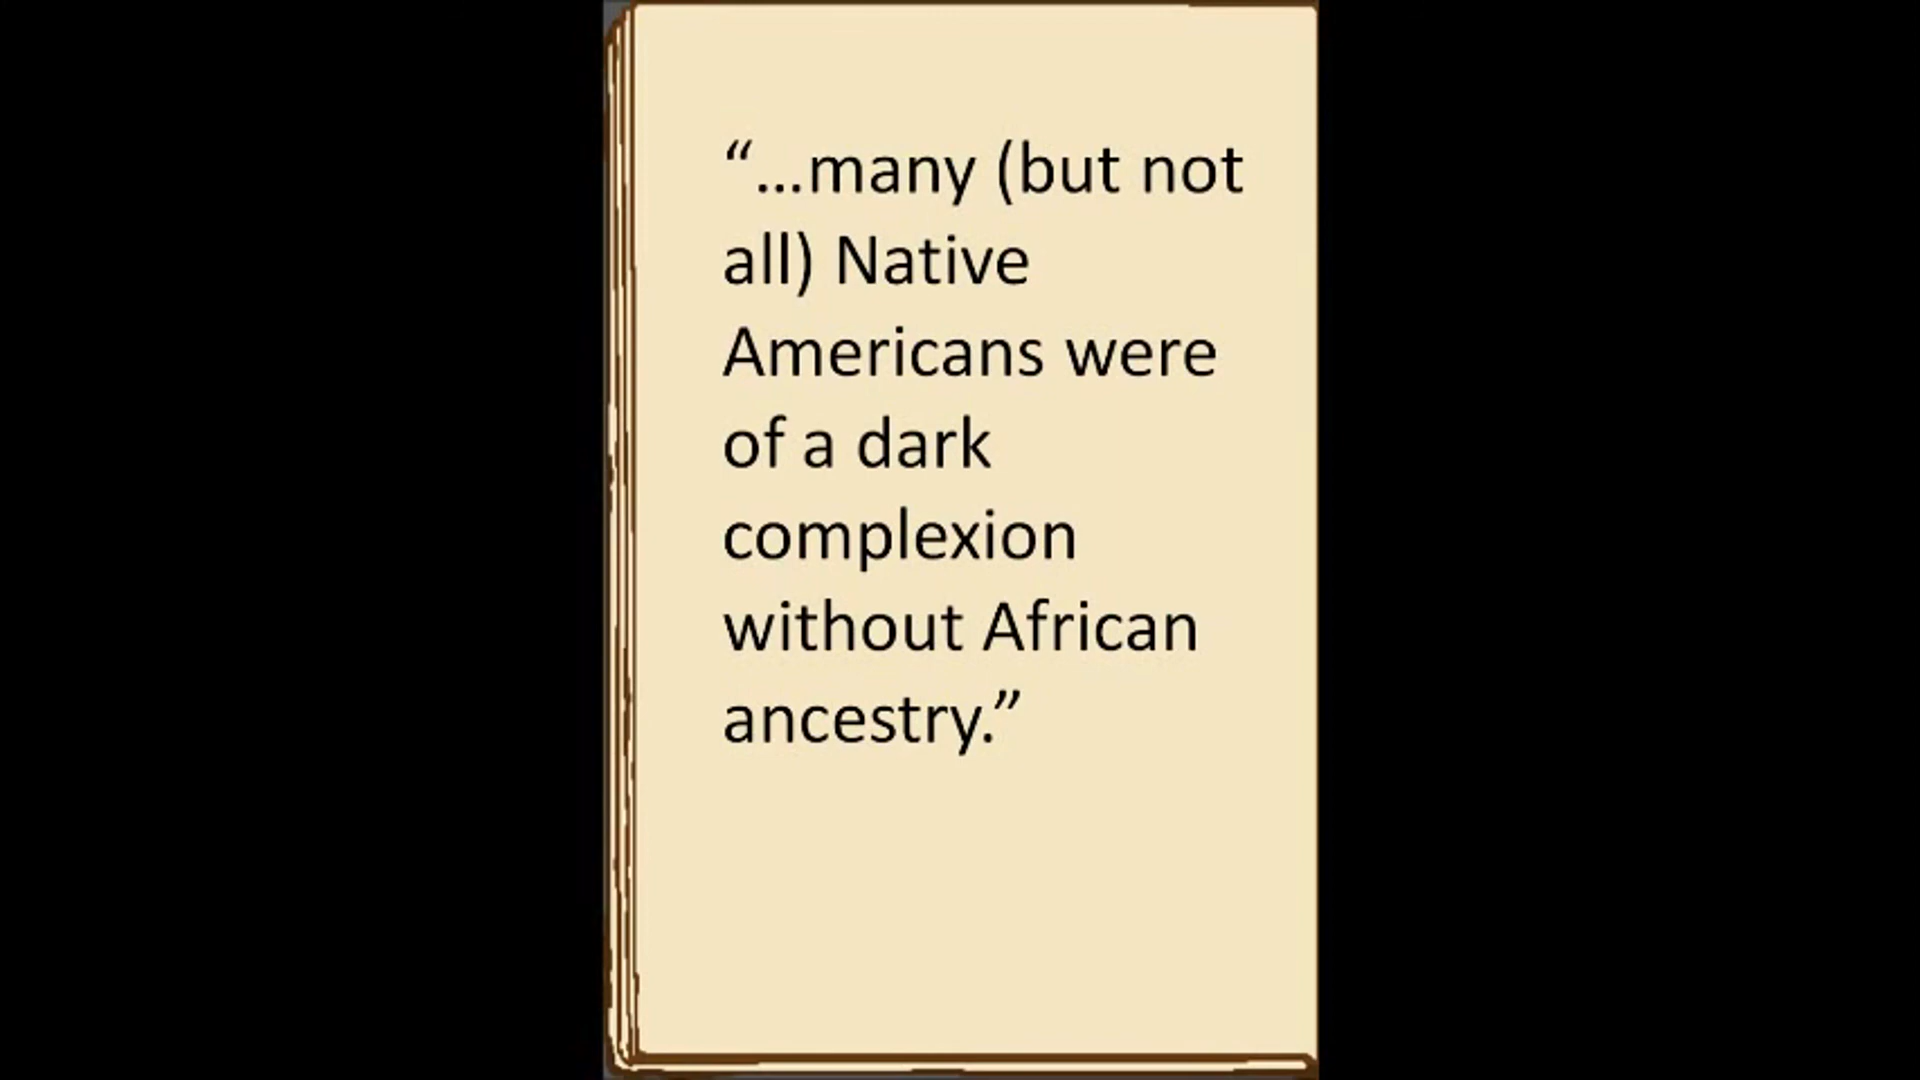 “...many (but not
all) Native
Americans were
of a dark
complexion
without African
ancestry.”